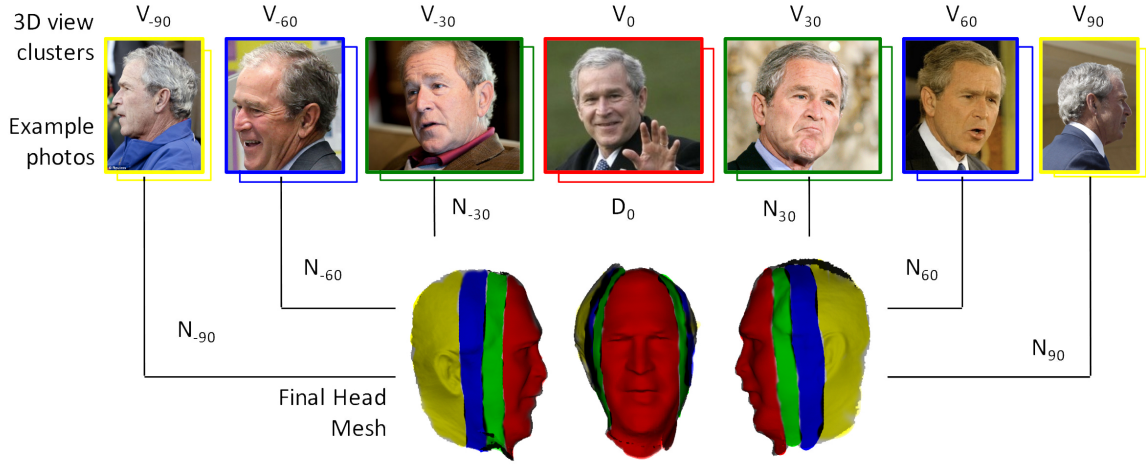 3D view
clusters
V-90
V-60
V-30
V0
V30
V60
V90
Example
photos
N-30
D0
N30
N-60
N60
N-90
N90
Final Head
Mesh